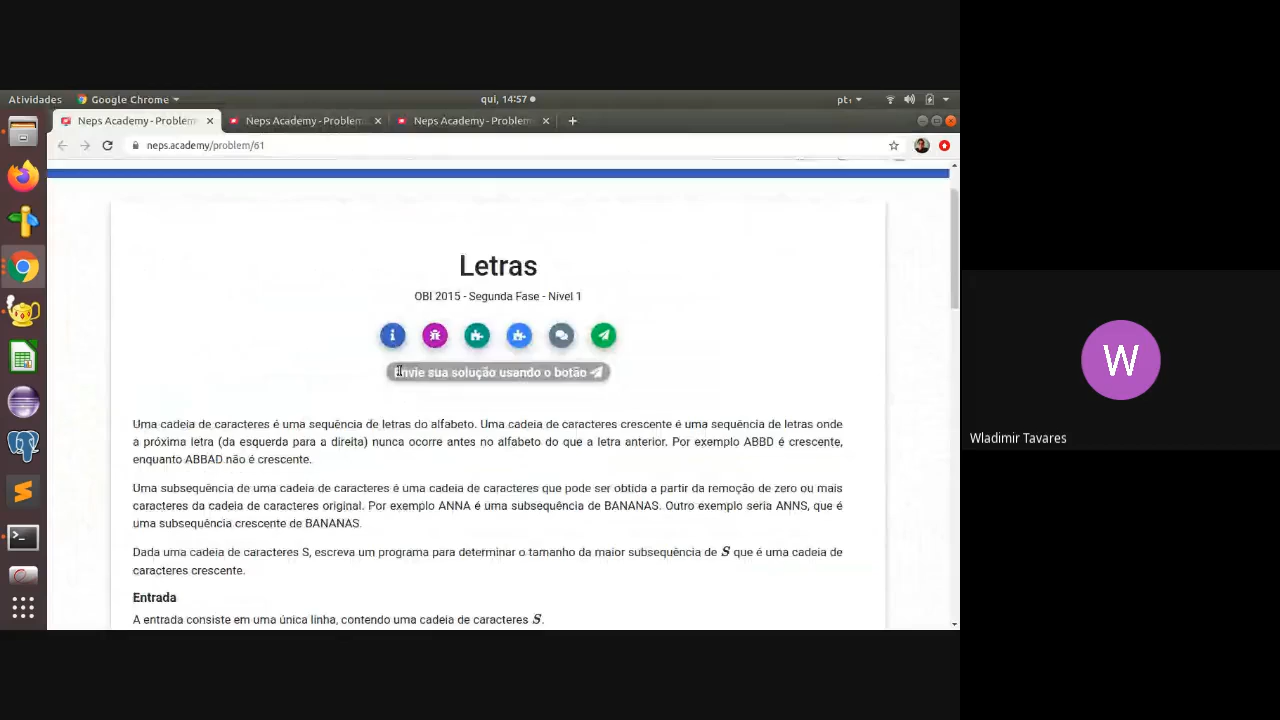 Atividades Google Chrome qui, 14:57 pt1
Neps Academy - Problem Neps Academy - Problem Neps Academy - Problem
neps.academy/problem/61
Letras
OBI 2015 - Segunda Fase - Nível 1
Envie sua solução usando o botão
Uma cadeia de caracteres é uma sequência de letras do alfabeto. Uma cadeia de caracteres crescente é uma sequência de letras onde
a próxima letra (da esquerda para a direita) nunca ocorre antes no alfabeto do que a letra anterior. Por exemplo ABBD é crescente,
enquanto ABBAD não é crescente.
Uma subsequência de uma cadeia de caracteres é uma cadeia de caracteres que pode ser obtida a partir da remoção de zero ou mais
caracteres da cadeia de caracteres original. Por exemplo ANNA é uma subsequência de BANANAS. Outro exemplo seria ANNS, que é
uma subsequência crescente de BANANAS.
Dada uma cadeia de caracteres S, escreva um programa para determinar o tamanho da maior subsequência de S que é uma cadeia de
caracteres crescente.
Entrada
A entrada consiste em uma única linha, contendo uma cadeia de caracteres S.
W
Wladimir Tavares